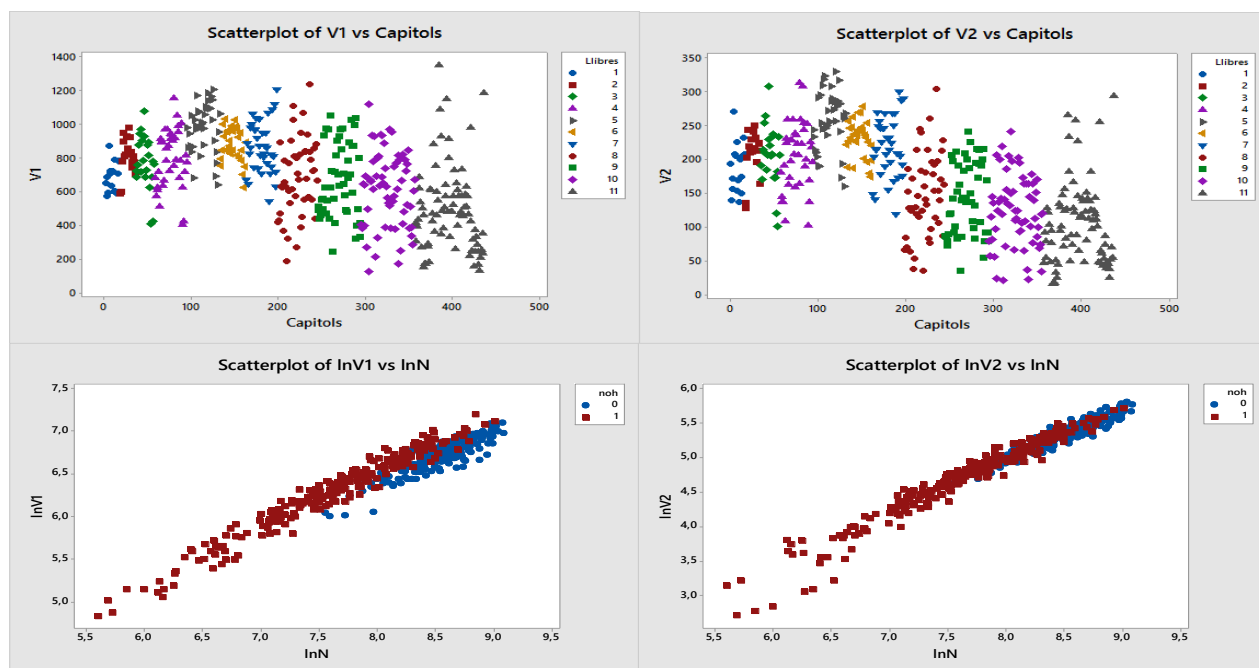 Scatterplot of V1 vs Capitols
1400
1200
1000
800
600
400
200
0
V1
0 100 200 300 400 500
Capitols
Llibres
1
2
3
4
5
6
7
8
9
10
11
Scatterplot of V2 vs Capitols
350
300
250
200
150
100
50
0
V2
0 100 200 300 400 500
Capitols
Llibres
1
2
3
4
5
6
7
8
9
10
11
Scatterplot of lnV1 vs lnN
7,5
7,0
6,5
6,0
5,5
5,0
lnV1
5,5 6,0 6,5 7,0 7,5 8,0 8,5 9,0 9,5
lnN
noh
0
1
Scatterplot of lnV2 vs lnN
6,0
5,5
5,0
4,5
4,0
3,5
3,0
lnV2
5,5 6,0 6,5 7,0 7,5 8,0 8,5 9,0 9,5
lnN
noh
0
1